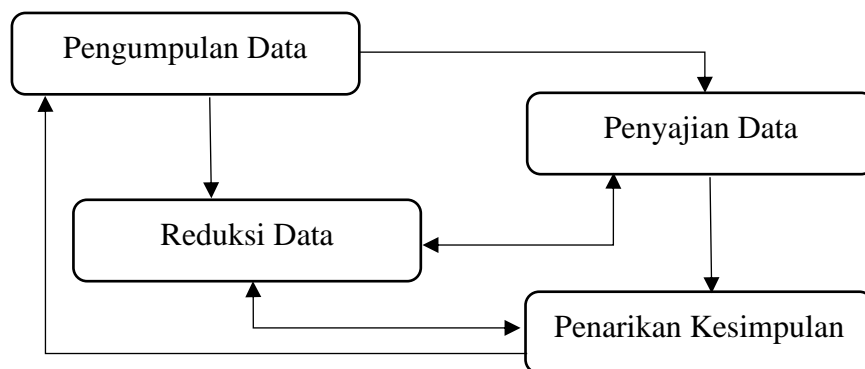 Pengumpulan Data
Penyajian Data
Reduksi Data
Penarikan Kesimpulan